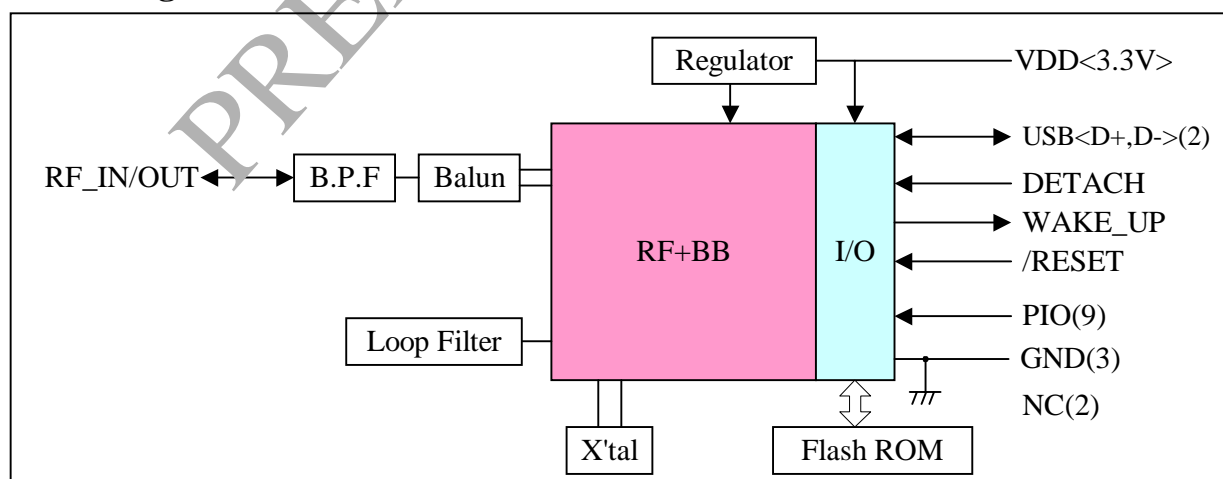 Regulator
VDD<3.3V>
USB<D+,D->(2)
RF_IN/OUT
B.P.F
Balun
DETACH
WAKE_UP
RF+BB
I/O
/RESET
PIO(9)
Loop Filter
GND(3)
NC(2)
X'tal
Flash ROM